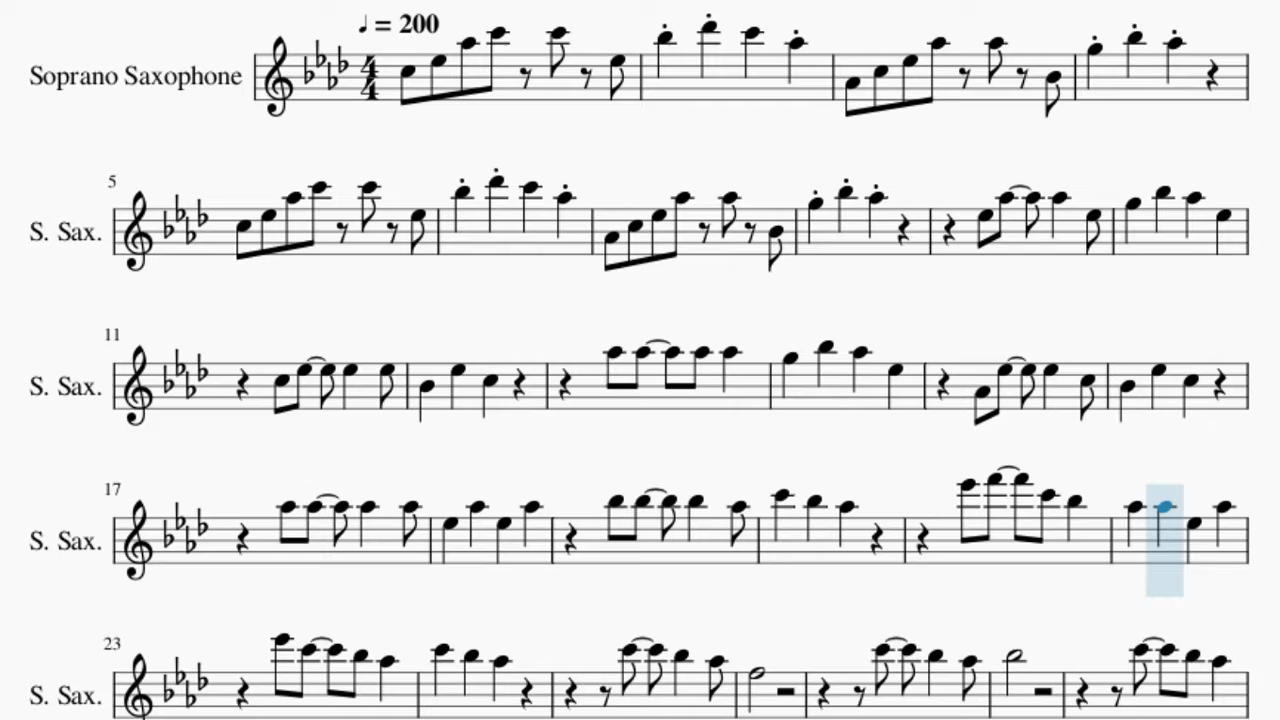 ♩ = 200
Soprano Saxophone
4
4
5
S. Sax.
11
S. Sax.
17
S. Sax.
23
S. Sax.